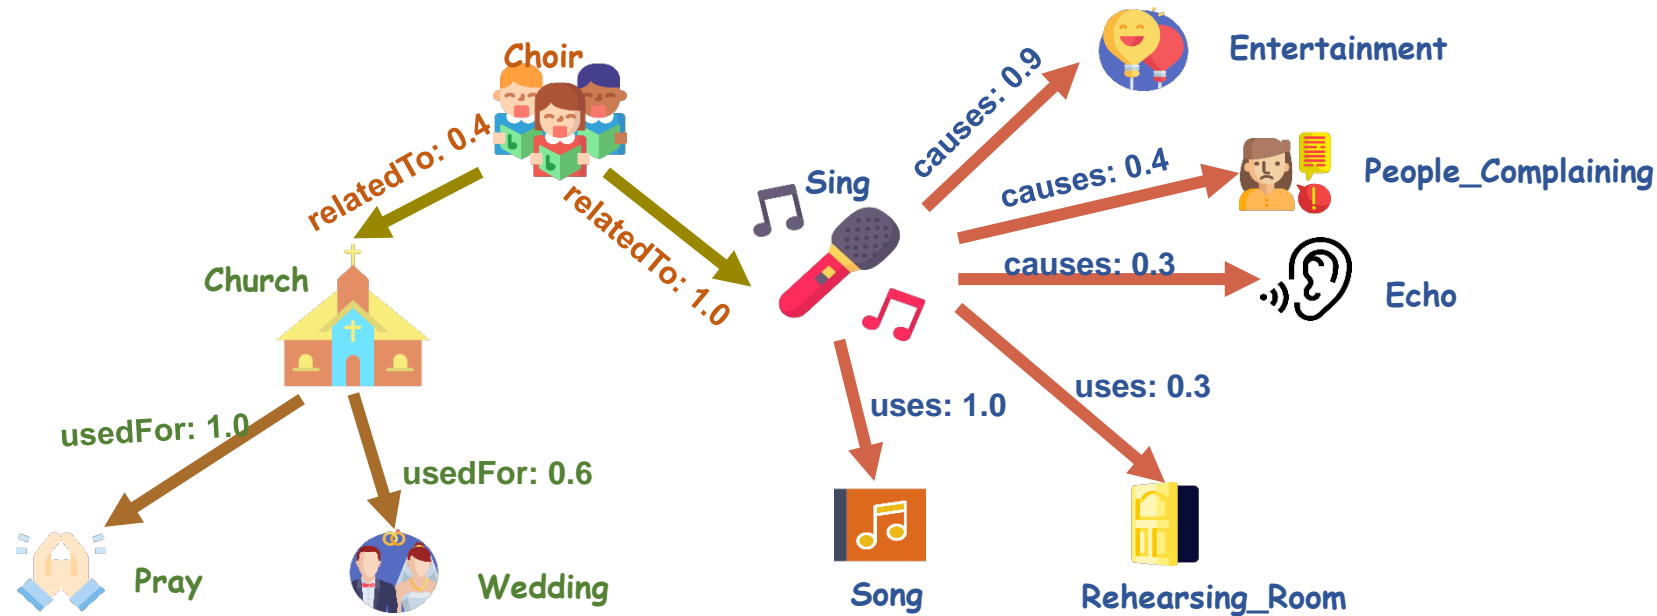 Choir
Entertainment
causes: 0.9
relatedTo: 0.4
causes: 0.4
People_Complaining
Sing
relatedTo: 1.0
Church
causes: 0.3
Echo
usedFor: 1.0
uses: 1.0
uses: 0.3
usedFor: 0.6
Pray
Wedding
Song
Rehearsing_Room